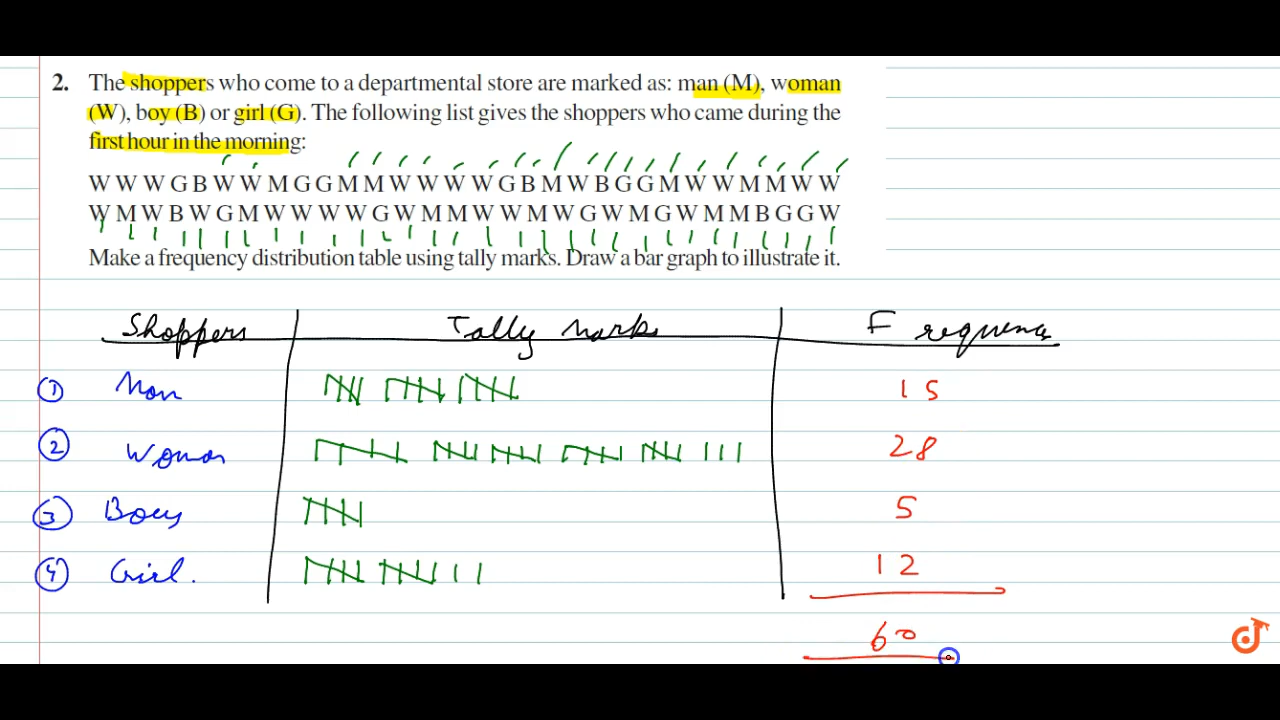 2. The shoppers who come to a departmental store are marked as: man (M), woman
(W), boy (B) or girl (G). The following list gives the shoppers who came during the
first hour in the morning:
W W W G B W W M G G M M W W W W G B M W B G G M W W M M W W
W M W B W G M W W W W G W M M W W M W G W M G W M M B G G W
Make a frequency distribution table using tally marks. Draw a bar graph to illustrate it.
Shoppers Tally Marks Frequence
1 Man 15
2 Woman 28
3 Boys 5
4 Girl. 12
60